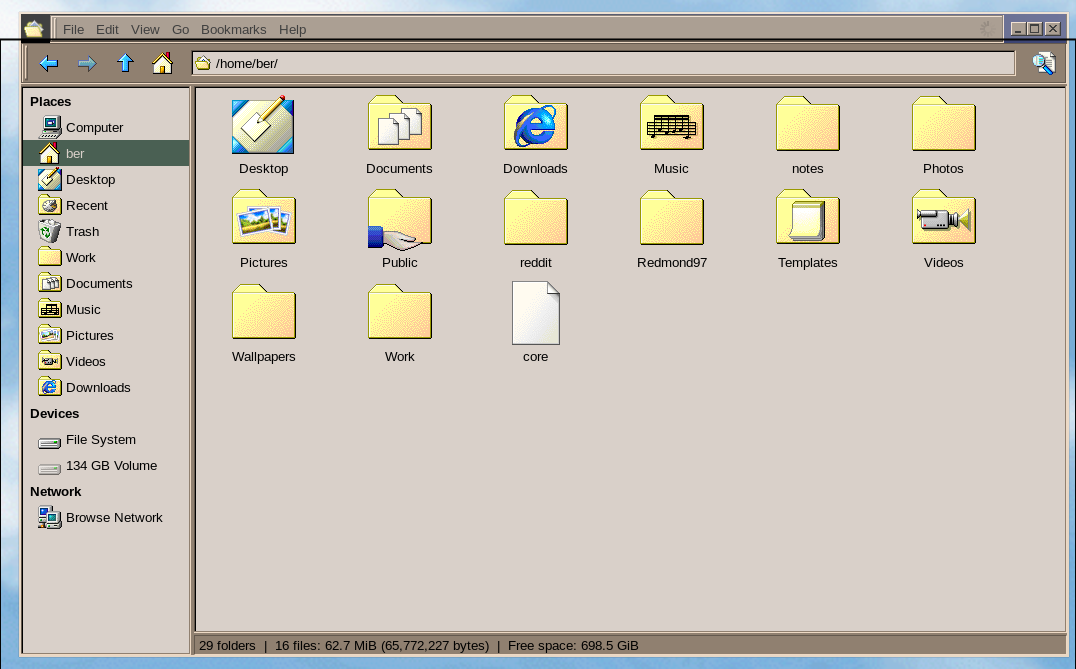 File Edit View Go Bookmarks Help
/home/ber/
Places
Computer
ber
Desktop
Recent
Trash
Work
Documents
Music
Pictures
Videos
Downloads
Devices
File System
134 GB Volume
Network
Browse Network
Desktop Documents Downloads Music notes Photos
Pictures Public reddit Redmond97 Templates Videos
Wallpapers Work core
29 folders | 16 files: 62.7 MiB (65,772,227 bytes) | Free space: 698.5 GiB